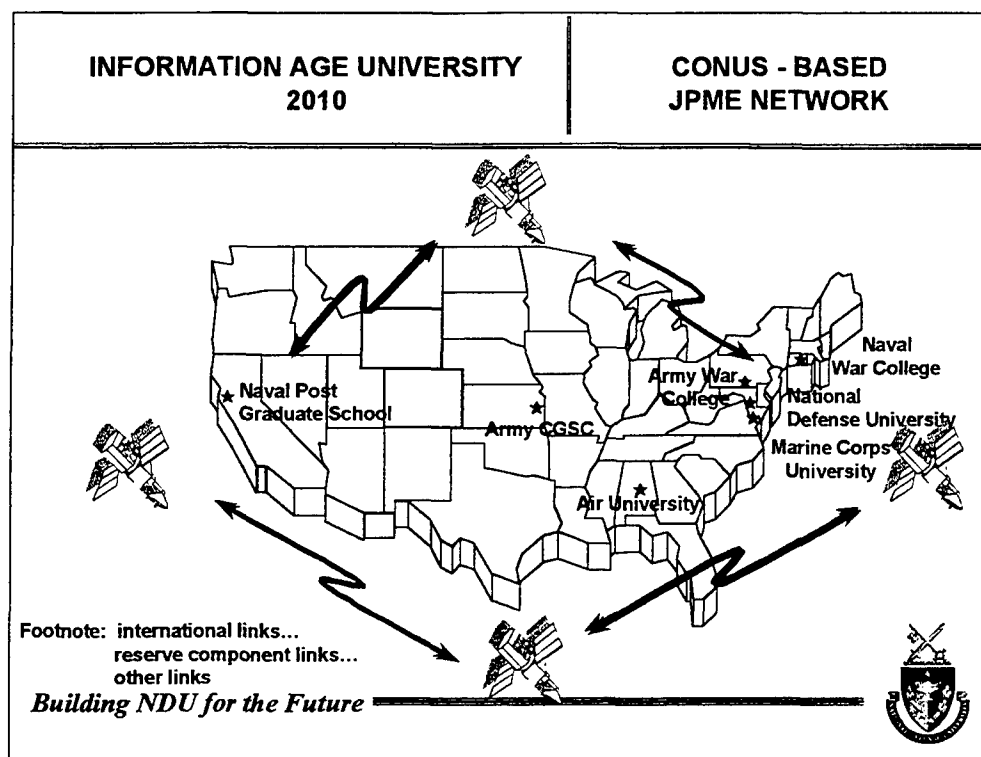 INFORMATION AGE UNIVERSITY
2010
CONUS - BASED
JPME NETWORK
Naval
War College
Army War
College
Naval Post
Graduate School
National
Defense University
Army CGSC
Marine Corps
University
Air University
Footnote: international links...
reserve component links...
other links
Building NDU for the Future